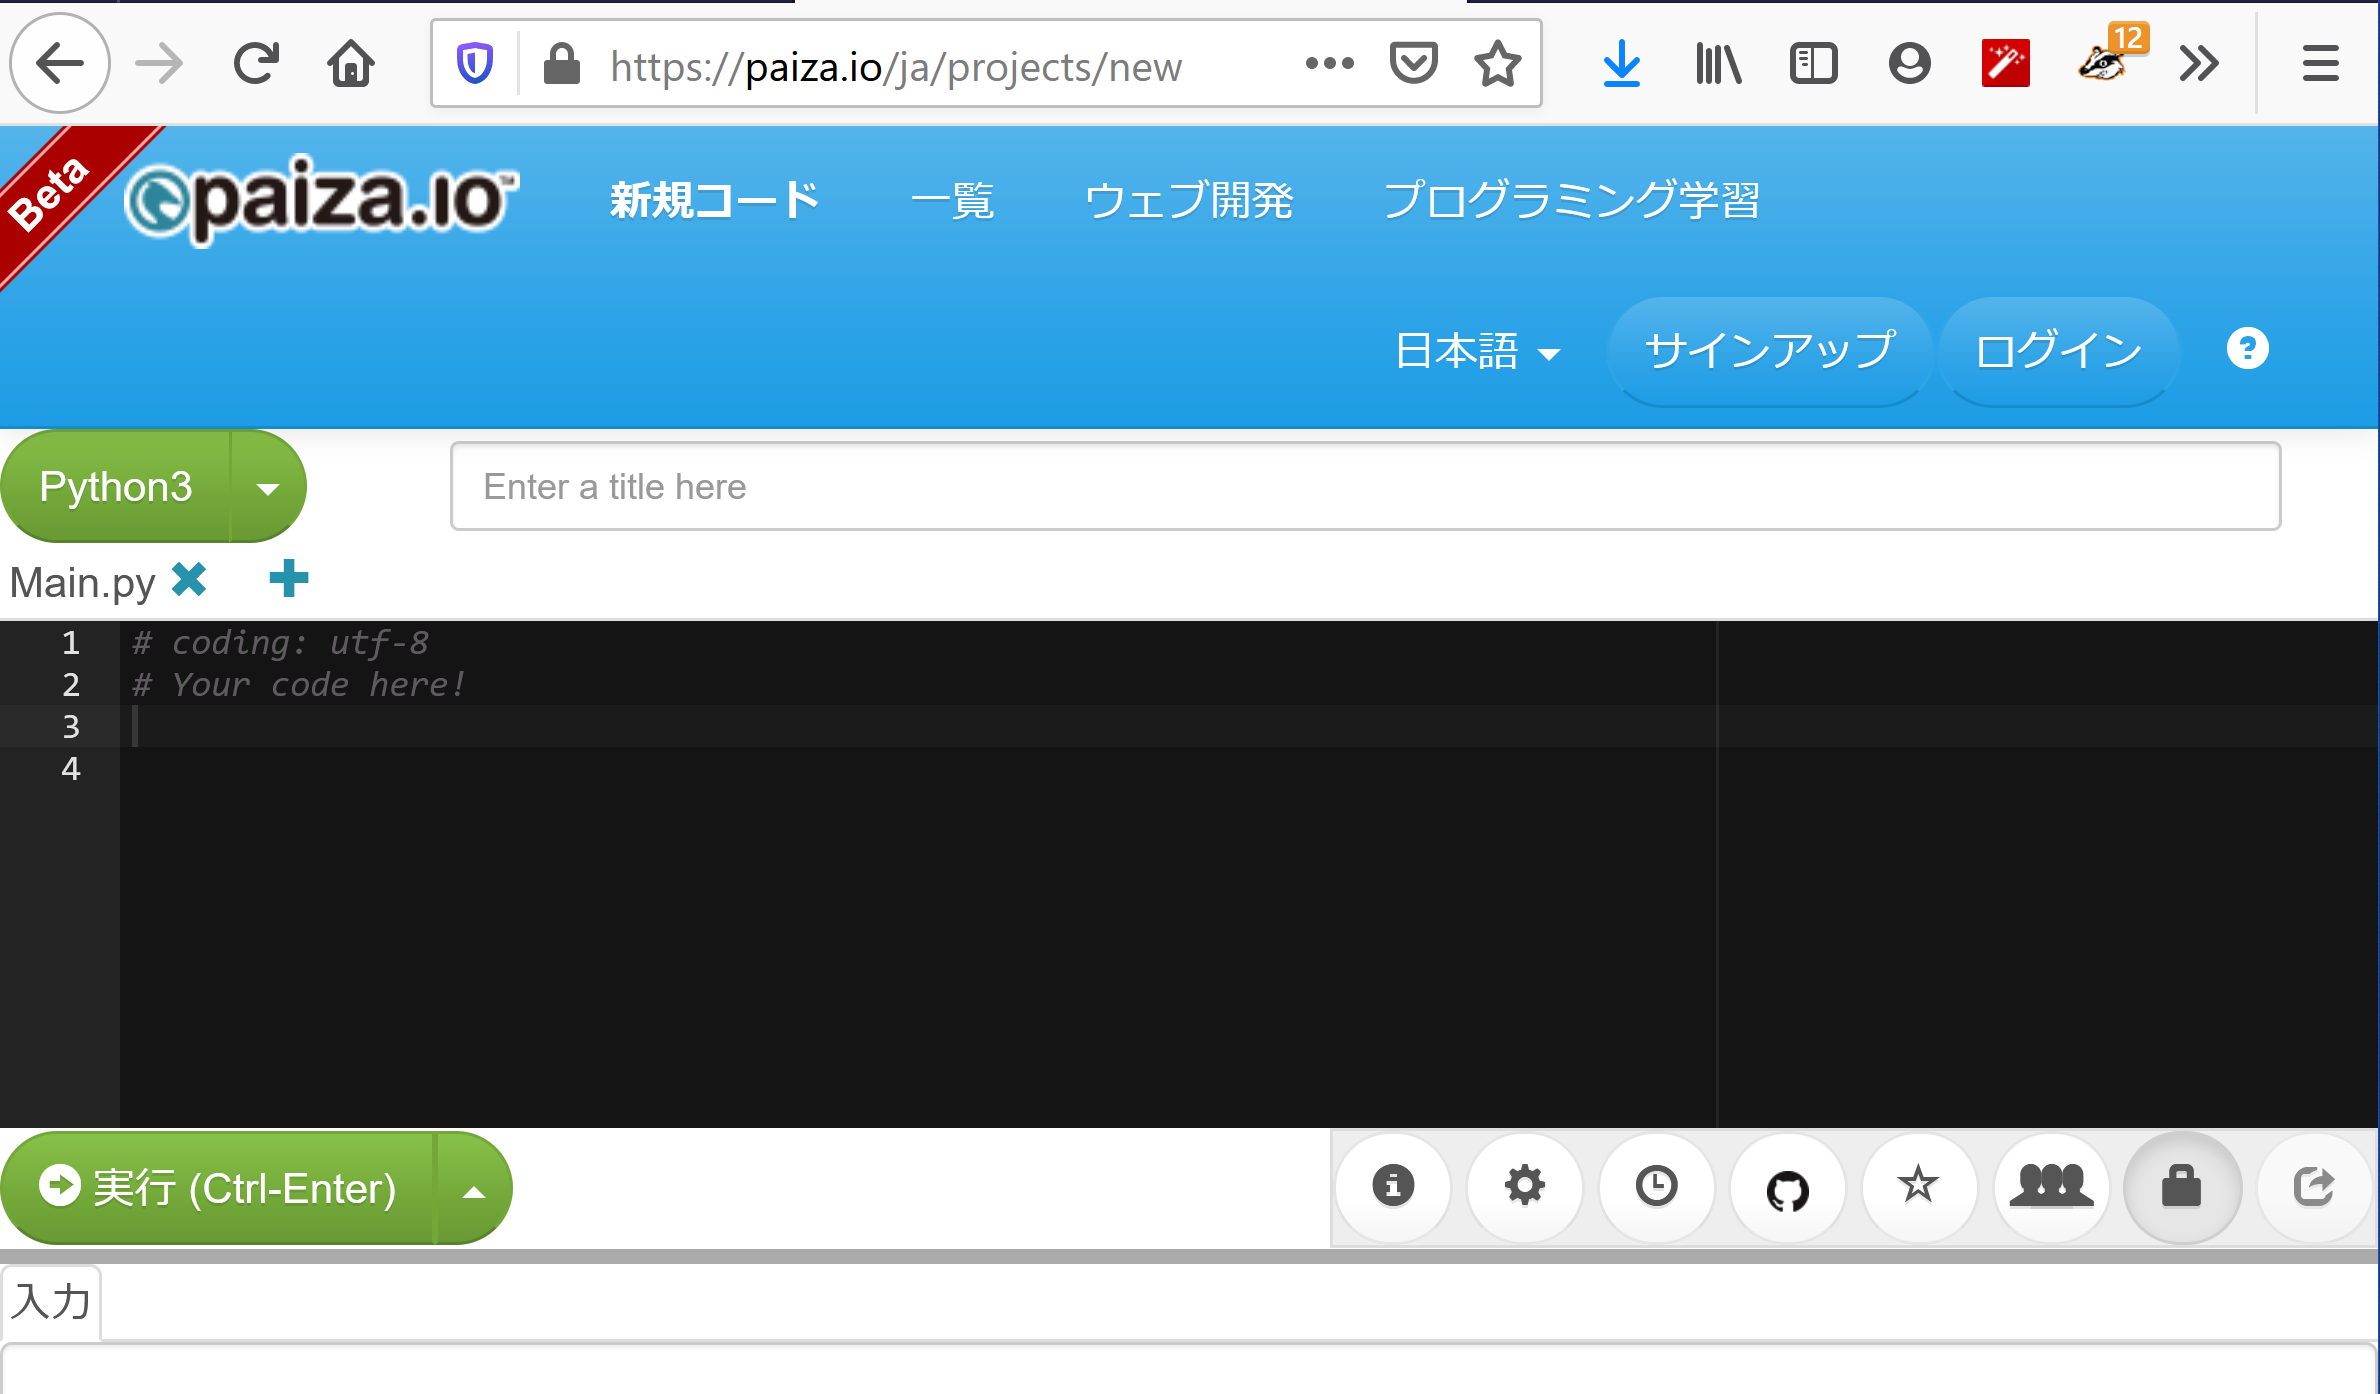 https://paiza.io/ja/projects/new
12
Beta
paiza.io™
新規コード 一覧 ウェブ開発 プログラミング学習
日本語 サインアップ ログイン ?
Python3 Enter a title here
Main.py
1 # coding: utf-8
2 # Your code here!
3
4
実行 (Ctrl-Enter)
入力